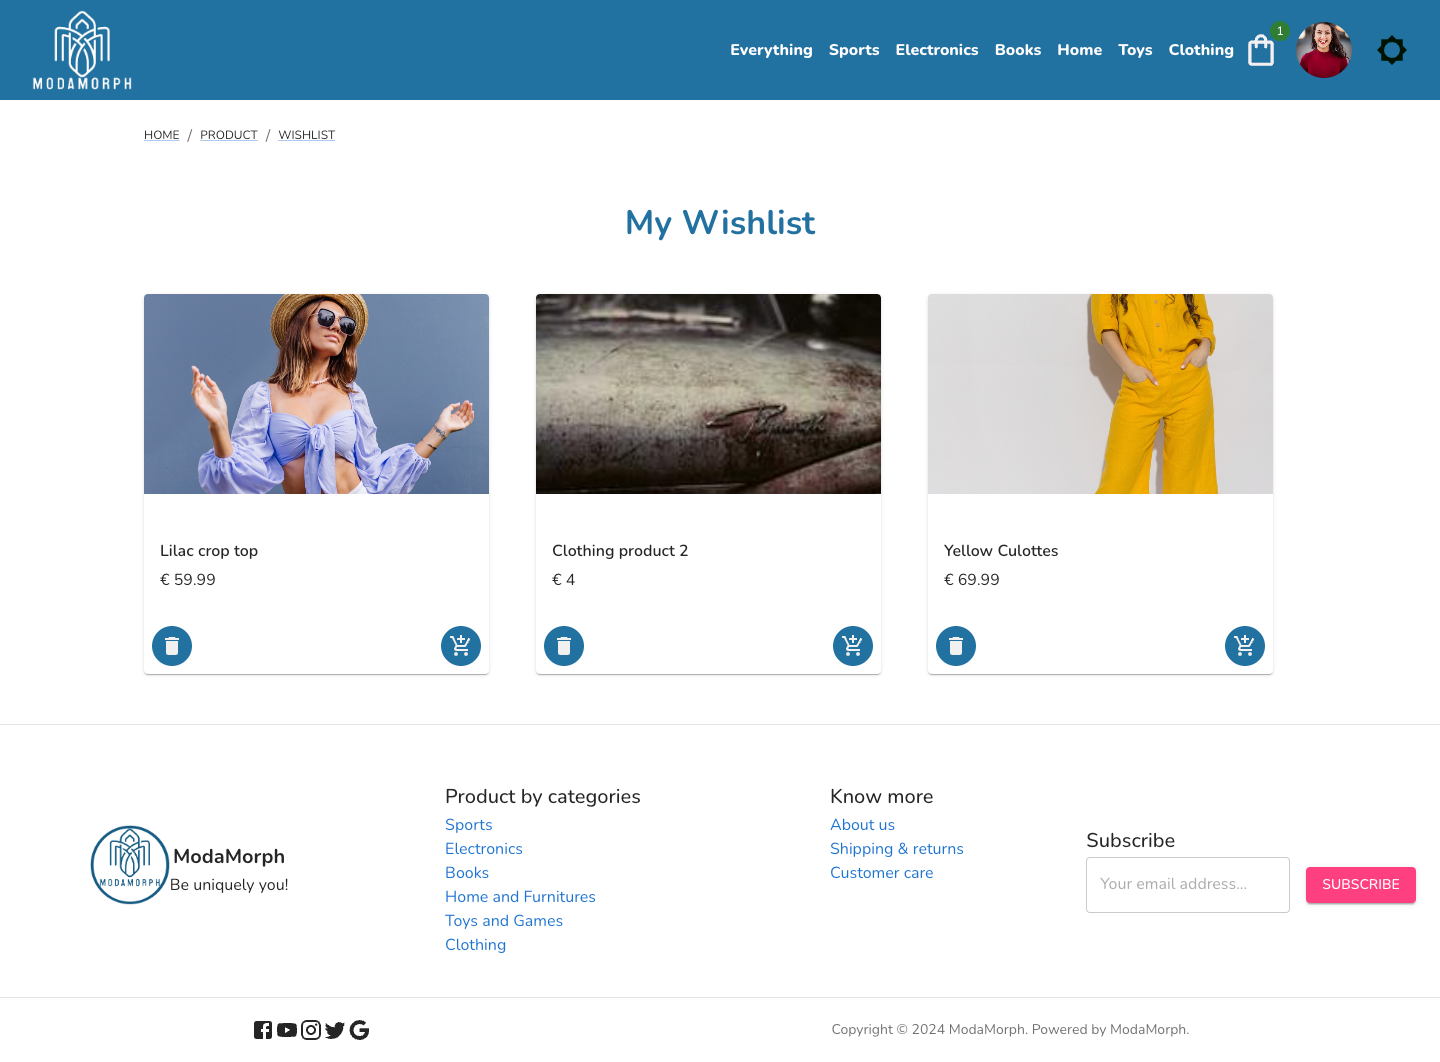 MODAMORPH
Everything Sports Electronics Books Home Toys Clothing
1
HOME / PRODUCT / WISHLIST
My Wishlist
Lilac crop top
€ 59.99
Clothing product 2
€ 4
Yellow Culottes
€ 69.99
MODAMORPH
ModaMorph
Be uniquely you!
Product by categories
Sports
Electronics
Books
Home and Furnitures
Toys and Games
Clothing
Know more
About us
Shipping & returns
Customer care
Subscribe
Your email address...
SUBSCRIBE
Copyright © 2024 ModaMorph. Powered by ModaMorph.